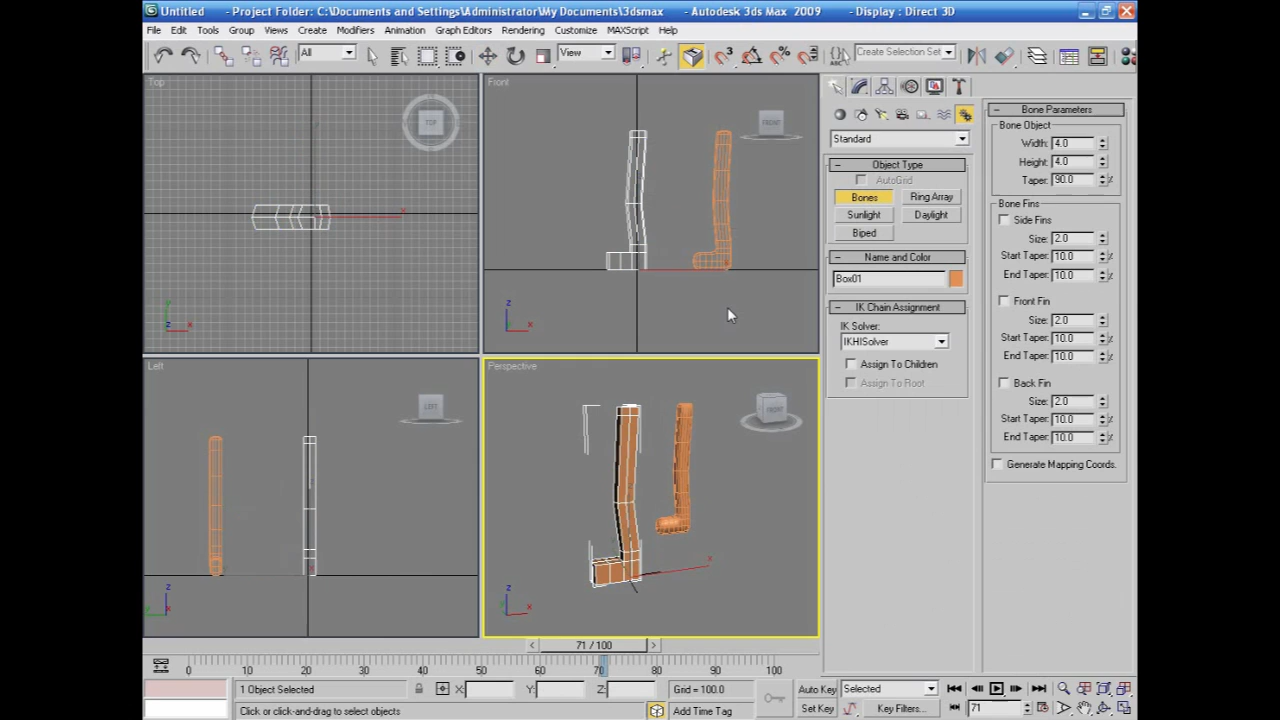 Untitled - Project Folder: C:\Documents and Settings\Administrator\My Documents\3dsmax - Autodesk 3ds Max 2009 - Display : Direct 3D
File Edit Tools Group Views Create Modifiers Animation Graph Editors Rendering Customize MAXScript Help
All View Create Selection Set
Top Front
TOP FRONT
Left Perspective
LEFT FRONT
Standard
Object Type
AutoGrid
Bones Ring Array
Sunlight Daylight
Biped
Name and Color
Box01
IK Chain Assignment
IK Solver:
IKHISolver
Assign To Children
Assign To Root
Bone Parameters
Bone Object
Width: 4.0
Height: 4.0
Taper: 90.0
Bone Fins
Side Fins
Size: 2.0
Start Taper: 10.0
End Taper: 10.0
Front Fin
Size: 2.0
Start Taper: 10.0
End Taper: 10.0
Back Fin
Size: 2.0
Start Taper: 10.0
End Taper: 10.0
Generate Mapping Coords.
71 / 100
0 10 20 30 40 50 60 70 80 90 100
1 Object Selected X: Y: Z: Grid = 100.0 Auto Key Selected
Click or click-and-drag to select objects Add Time Tag Set Key Key Filters... 71